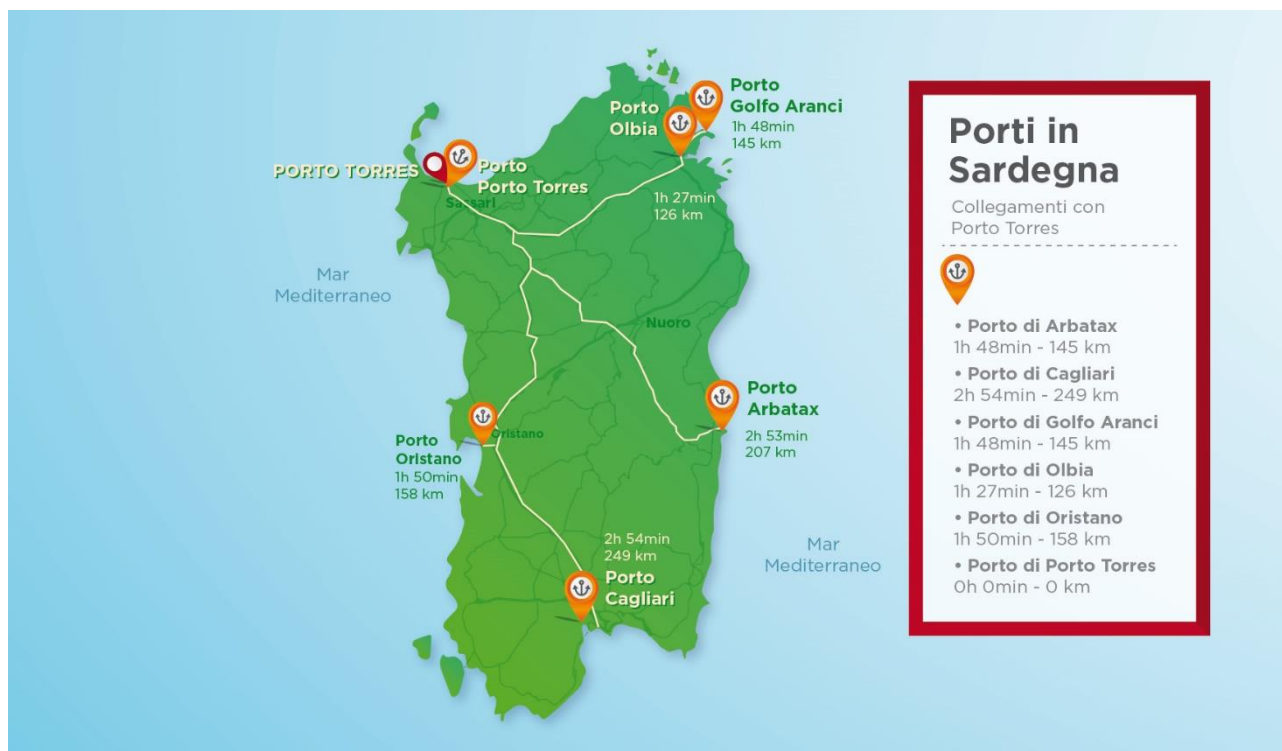 Porto
Golfo Aranci
1h 48min
145 km
Porto
Olbia
1h 27min
126 km
PORTO TORRES
Porto
Porto Torres
Sassari
Mar
Mediterraneo
Nuoro
Porto
Arbatax
2h 53min
207 km
Oristano
Porto
Oristano
1h 50min
158 km
2h 54min
249 km
Porto
Cagliari
Mar
Mediterraneo
Porti in
Sardegna
Collegamenti con
Porto Torres
• Porto di Arbatax
1h 48min - 145 km
• Porto di Cagliari
2h 54min - 249 km
• Porto di Golfo Aranci
1h 48min - 145 km
• Porto di Olbia
1h 27min - 126 km
• Porto di Oristano
1h 50min - 158 km
• Porto di Porto Torres
0h 0min - 0 km